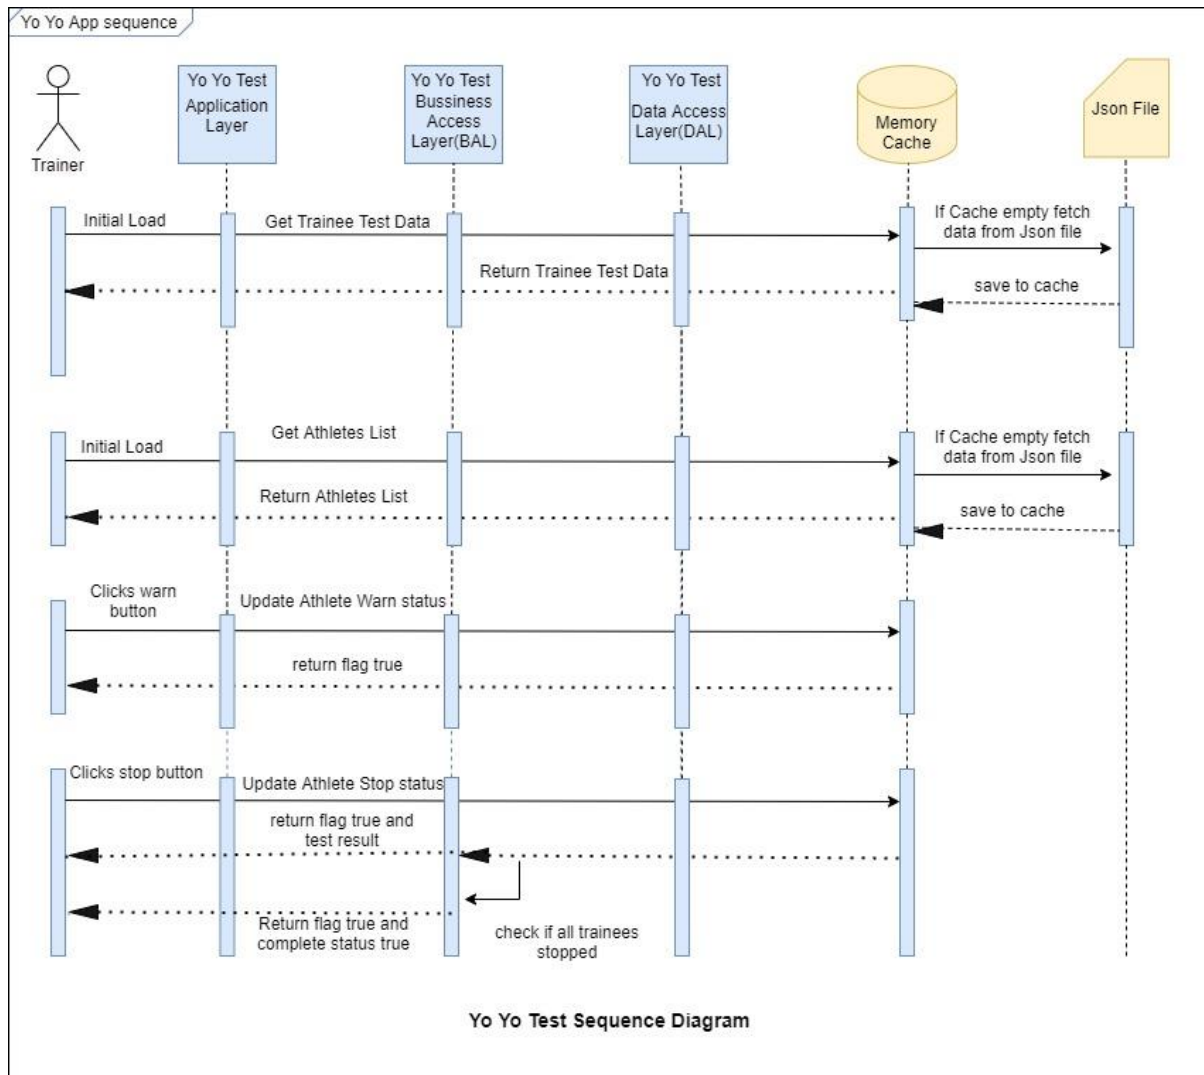 Yo Yo App sequence
Trainer
Yo Yo Test
Application
Layer
Yo Yo Test
Bussiness
Access
Layer(BAL)
Yo Yo Test
Data Access
Layer(DAL)
Memory
Cache
Json File
Initial Load
Get Trainee Test Data
If Cache empty fetch
data from Json file
Return Trainee Test Data
save to cache
Initial Load
Get Athletes List
If Cache empty fetch
data from Json file
Return Athletes List
save to cache
Clicks warn
button
Update Athlete Warn status
return flag true
Clicks stop button
Update Athlete Stop status
return flag true and
test result
Return flag true and
complete status true
check if all trainees
stopped
Yo Yo Test Sequence Diagram